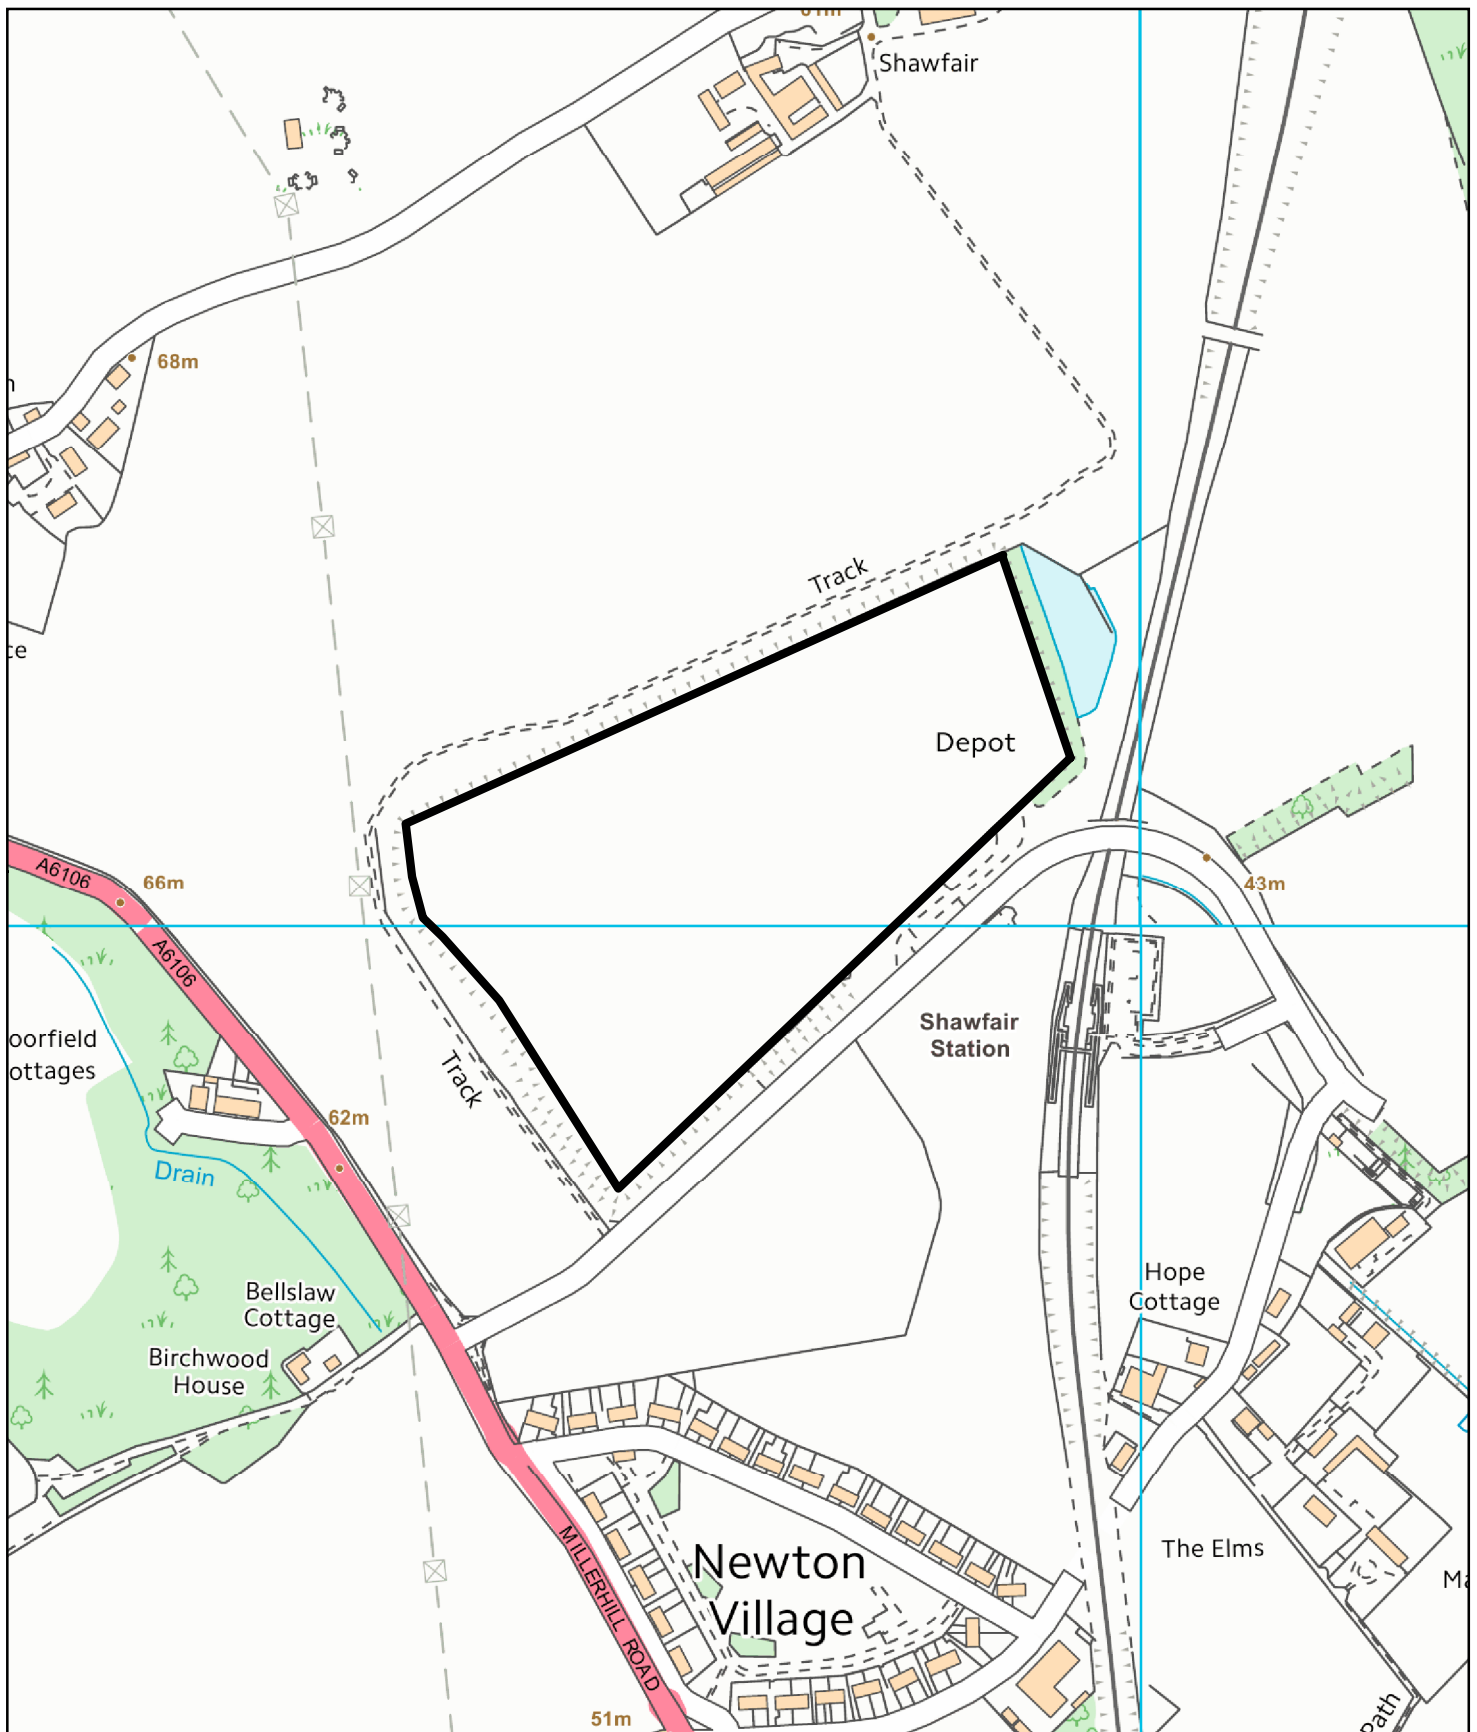 Shawfair
68m
Track
Depot
A6106
66m
A6106
43m
Shawfair
Station
oorfield
ottages
Track
62m
Drain
Hope
Cottage
Bellslaw
Cottage
Birchwood
House
The Elms
Newton
Village
MILLERHILL ROAD
51m
Path